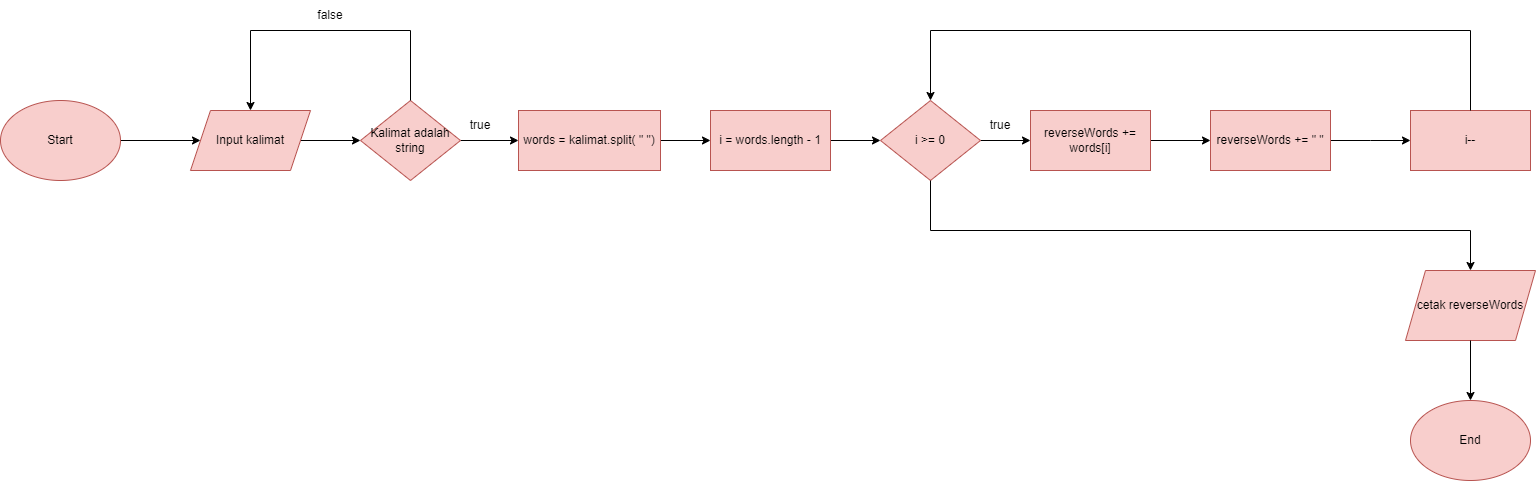 false
Start
Input kalimat
Kalimat adalah
string
true
words = kalimat.split( " ")
i = words.length - 1
i >= 0
true
reverseWords +=
words[i]
reverseWords += " "
i--
cetak reverseWords
End